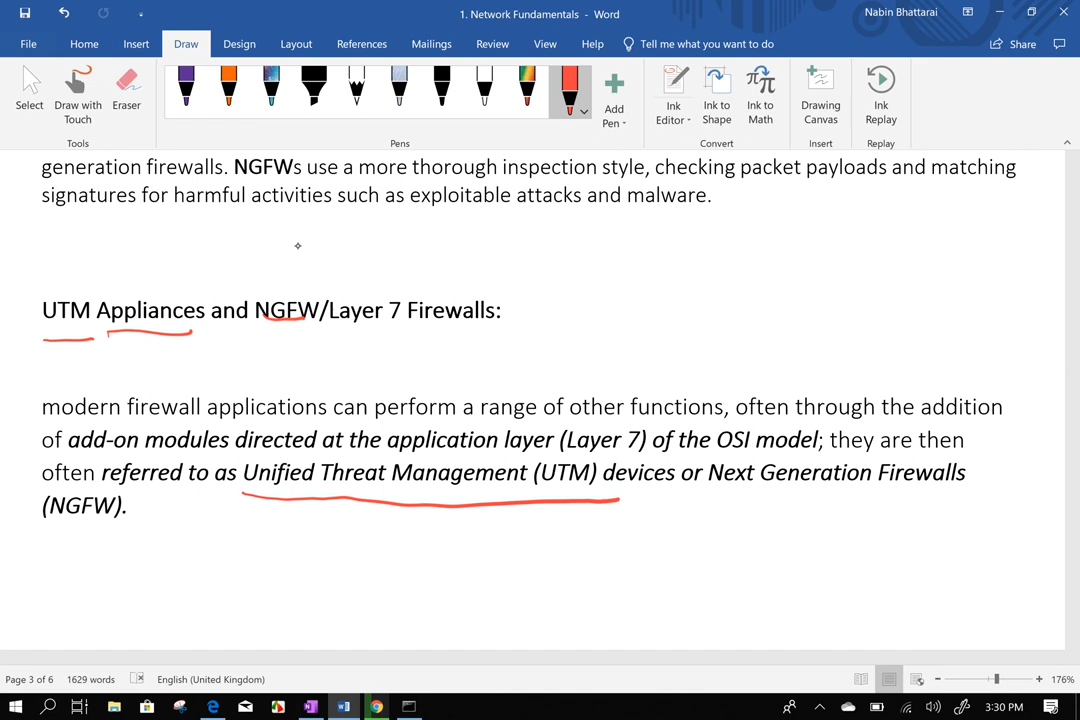 1. Network Fundamentals - Word
Nabin Bhattarai
File Home Insert Draw Design Layout References Mailings Review View Help Tell me what you want to do Share
Select Draw with Touch Eraser Add Pen Ink Editor Ink to Shape Ink to Math Drawing Canvas Ink Replay
Tools Pens Convert Insert Replay
generation firewalls. NGFWs use a more thorough inspection style, checking packet payloads and matching
signatures for harmful activities such as exploitable attacks and malware.
UTM Appliances and NGFW/Layer 7 Firewalls:
modern firewall applications can perform a range of other functions, often through the addition
of add-on modules directed at the application layer (Layer 7) of the OSI model; they are then
often referred to as Unified Threat Management (UTM) devices or Next Generation Firewalls
(NGFW).
Page 3 of 6 1629 words English (United Kingdom) 176%
3:30 PM